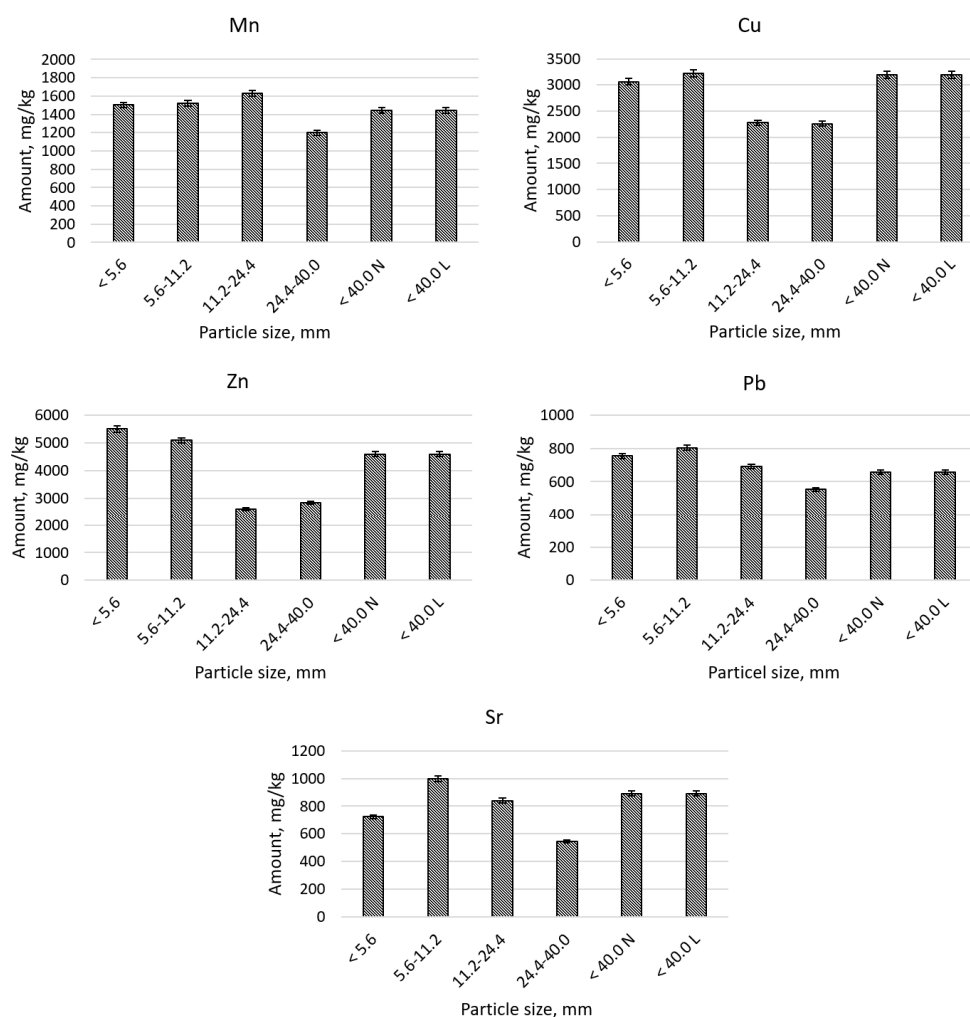 Mn
Amount, mg/kg
2000
1800
1600
1400
1200
1000
800
600
400
200
0
< 5.6
5.6-11.2
11.2-24.4
24.4-40.0
< 40.0 N
< 40.0 L
Particle size, mm
Cu
Amount, mg/kg
3500
3000
2500
2000
1500
1000
500
0
< 5.6
5.6-11.2
11.2-24.4
24.4-40.0
< 40.0 N
< 40.0 L
Particle size, mm
Zn
Amount, mg/kg
6000
5000
4000
3000
2000
1000
0
< 5.6
5.6-11.2
11.2-24.4
24.4-40.0
< 40.0 N
< 40.0 L
Particle size, mm
Pb
Amount, mg/kg
1000
800
600
400
200
0
< 5.6
5.6-11.2
11.2-24.4
24.4-40.0
< 40.0 N
< 40.0 L
Particel size, mm
Sr
Amount, mg/kg
1200
1000
800
600
400
200
0
< 5.6
5.6-11.2
11.2-24.4
24.4-40.0
< 40.0 N
< 40.0 L
Particle size, mm